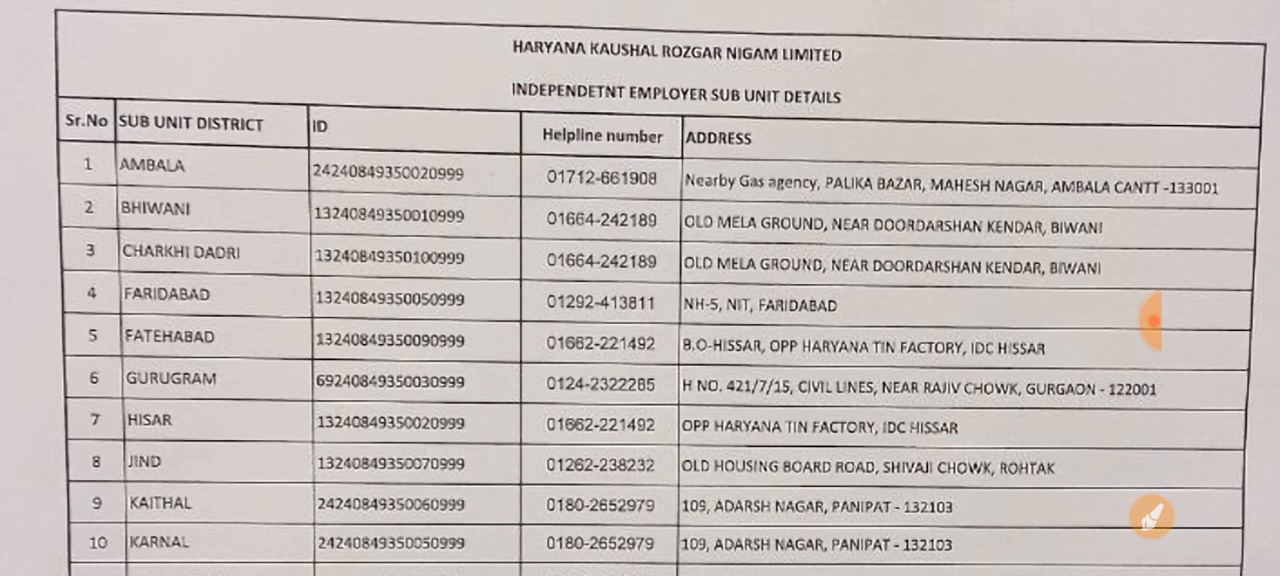 HARYANA KAUSHAL ROZGAR NIGAM LIMITED
INDEPENDETNT EMPLOYER SUB UNIT DETAILS
Sr.No SUB UNIT DISTRICT ID Helpline number ADDRESS
1 AMBALA 24240849350020999 01712-661908 Nearby Gas agency, PALIKA BAZAR, MAHESH NAGAR, AMBALA CANTT -133001
2 BHIWANI 13240849350010999 01664-242189 OLD MELA GROUND, NEAR DOORDARSHAN KENDAR, BIWANI
3 CHARKHI DADRI 13240849350100999 01664-242189 OLD MELA GROUND, NEAR DOORDARSHAN KENDAR, BIWANI
4 FARIDABAD 13240849350050999 01292-413811 NH-5, NIT, FARIDABAD
5 FATEHABAD 13240849350090999 01662-221492 B.O-HISSAR, OPP HARYANA TIN FACTORY, IDC HISSAR
6 GURUGRAM 69240849350030999 0124-2322285 H NO. 421/7/15, CIVIL LINES, NEAR RAJIV CHOWK, GURGAON - 122001
7 HISAR 13240849350020999 01662-221492 OPP HARYANA TIN FACTORY, IDC HISSAR
8 JIND 13240849350070999 01262-238232 OLD HOUSING BOARD ROAD, SHIVAJI CHOWK, ROHTAK
9 KAITHAL 24240849350060999 0180-2652979 109, ADARSH NAGAR, PANIPAT - 132103
10 KARNAL 24240849350050999 0180-2652979 109, ADARSH NAGAR, PANIPAT - 132103